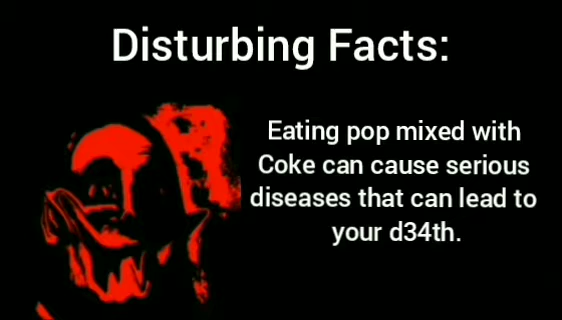 Disturbing Facts:
Eating pop mixed with
Coke can cause serious
diseases that can lead to
your d34th.